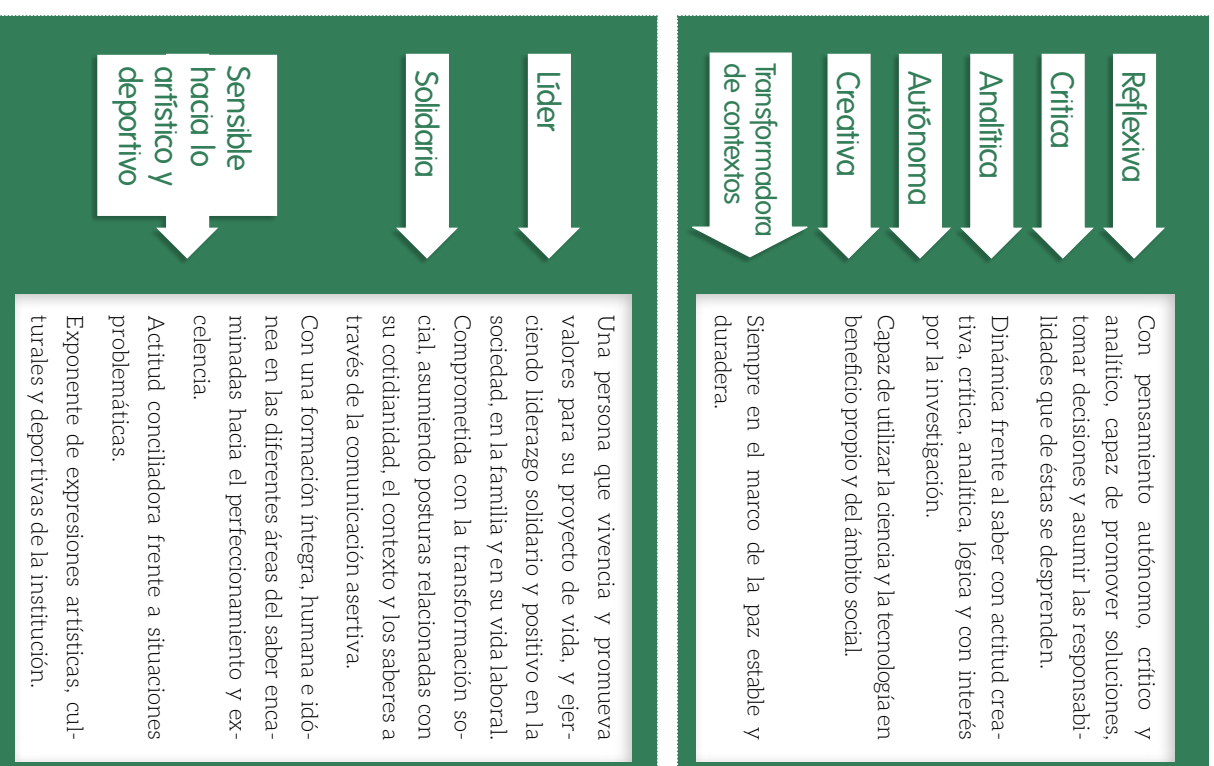 Reflexiva
Critica
Analítica
Autónoma
Creativa
Transformadora
de contextos
Con pensamiento autónomo, crítico y
analítico, capaz de promover soluciones,
tomar decisiones y asumir las responsabi-
lidades que de éstas se desprenden.
Dinámica frente al saber con actitud crea-
tiva, crítica, analítica, lógica y con interés
por la investigación.
Capaz de utilizar la ciencia y la tecnología en
beneficio propio y del ámbito social.
Siempre en el marco de la paz estable y
duradera.
Líder
Solidaria
Sensible
hacia lo
artístico y
deportivo
Una persona que vivencia y promueva
valores para su proyecto de vida, y ejer-
ciendo liderazgo solidario y positivo en la
sociedad, en la familia y en su vida laboral.
Comprometida con la transformación so-
cial, asumiendo posturas relacionadas con
su cotidianidad, el contexto y los saberes a
través de la comunicación asertiva.
Con una formación íntegra, humana e idó-
nea en las diferentes áreas del saber enca-
minadas hacia el perfeccionamiento y ex-
celencia.
Actitud conciliadora frente a situaciones
problemáticas.
Exponente de expresiones artísticas, cul-
turales y deportivas de la institución.